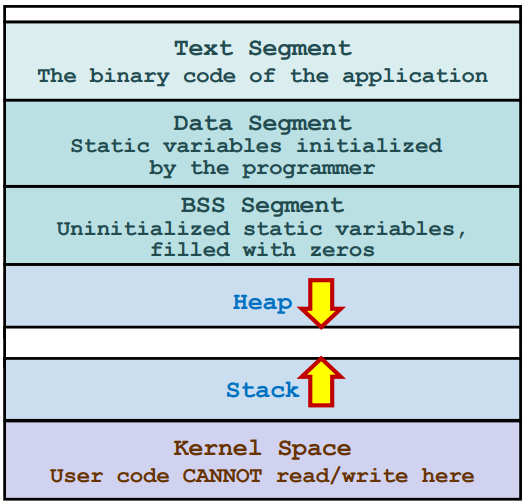 Text Segment
The binary code of the application
Data Segment
Static variables initialized
by the programmer
BSS Segment
Uninitialized static variables,
filled with zeros
Heap
Stack
Kernel Space
User code CANNOT read/write here